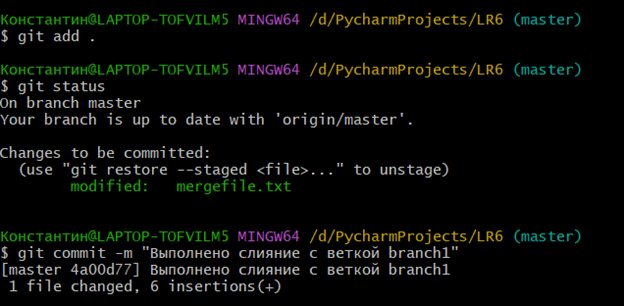 Константин@LAPTOP-TOFVILM5 MINGW64 /d/PycharmProjects/LR6 (master)
$ git add .
Константин@LAPTOP-TOFVILM5 MINGW64 /d/PycharmProjects/LR6 (master)
$ git status
On branch master
Your branch is up to date with 'origin/master'.
Changes to be committed:
(use "git restore --staged <file>..." to unstage)
modified: mergefile.txt
Константин@LAPTOP-TOFVILM5 MINGW64 /d/PycharmProjects/LR6 (master)
$ git commit -m "Выполнено слияние с веткой branch1"
[master 4a00d77] Выполнено слияние с веткой branch1
1 file changed, 6 insertions(+)